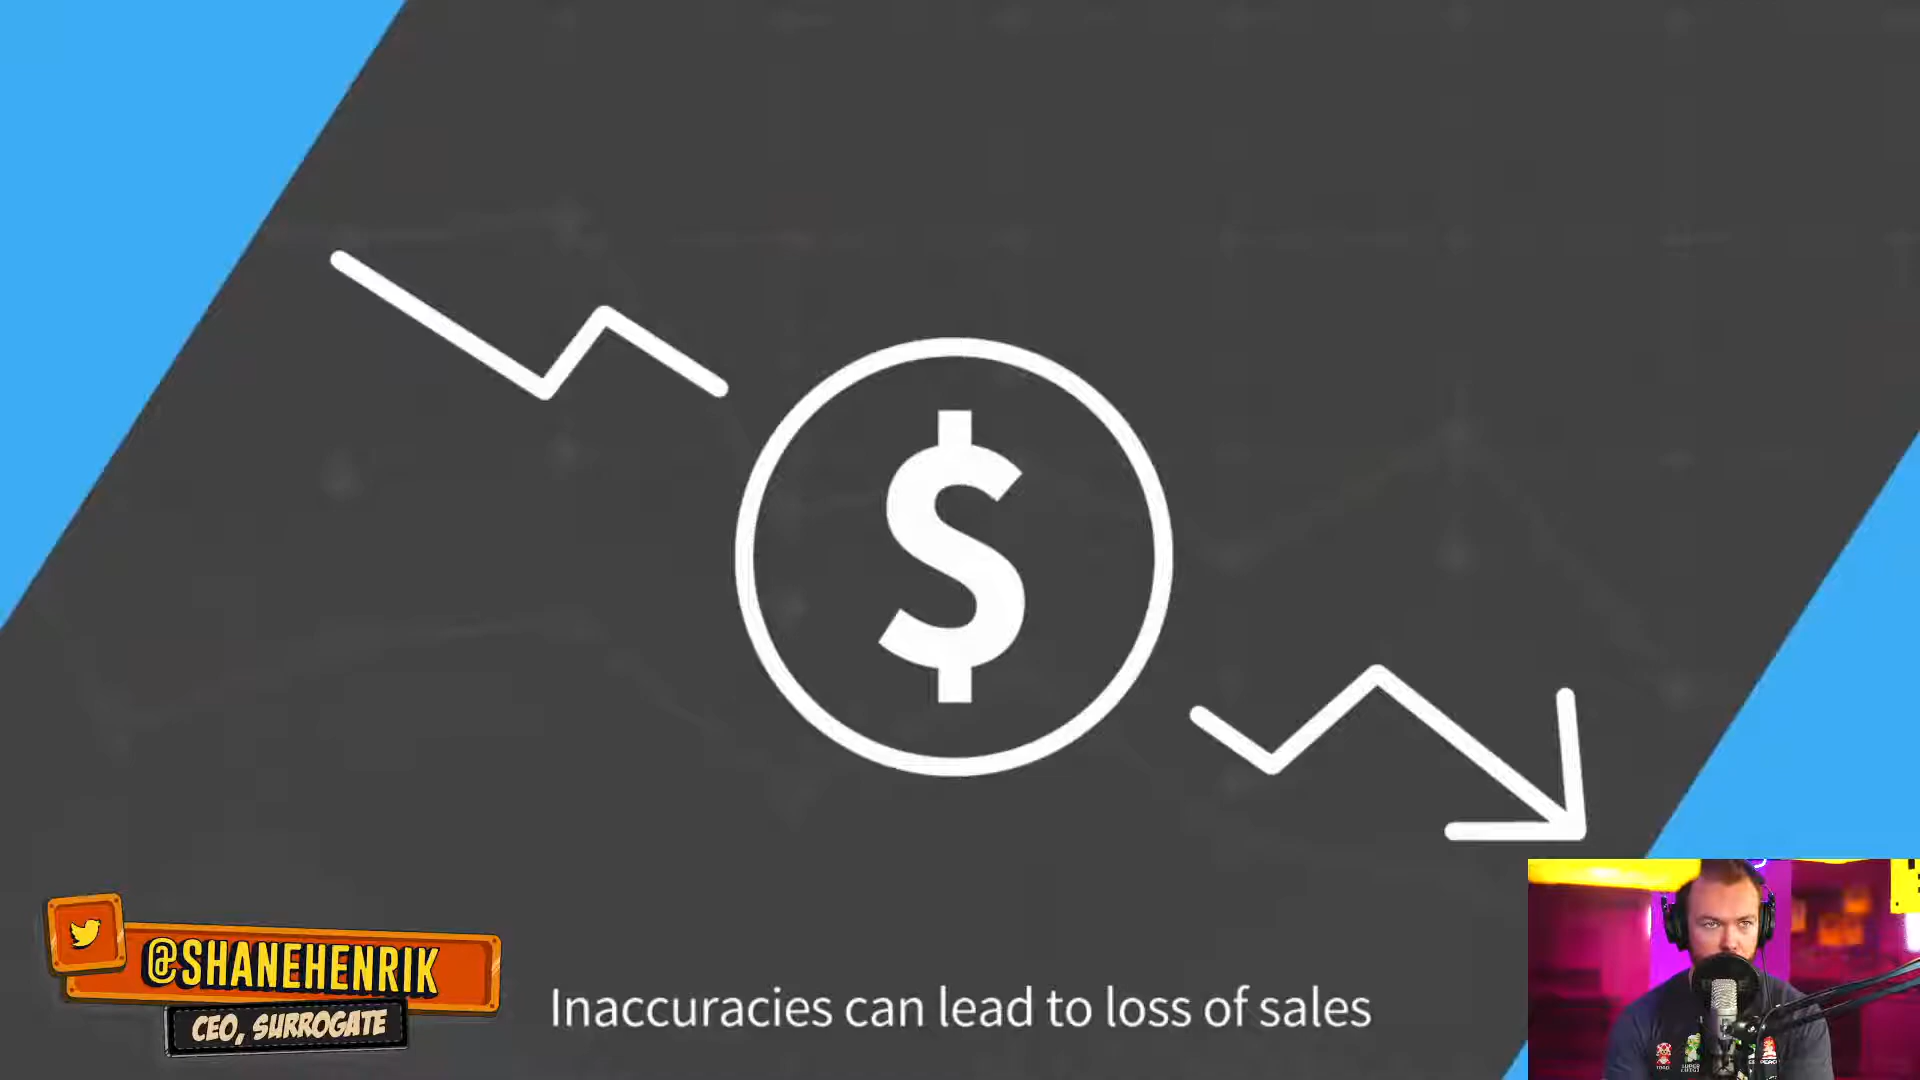 $
@SHANEHENRIK
CEO, SURROGATE
Inaccuracies can lead to loss of sales